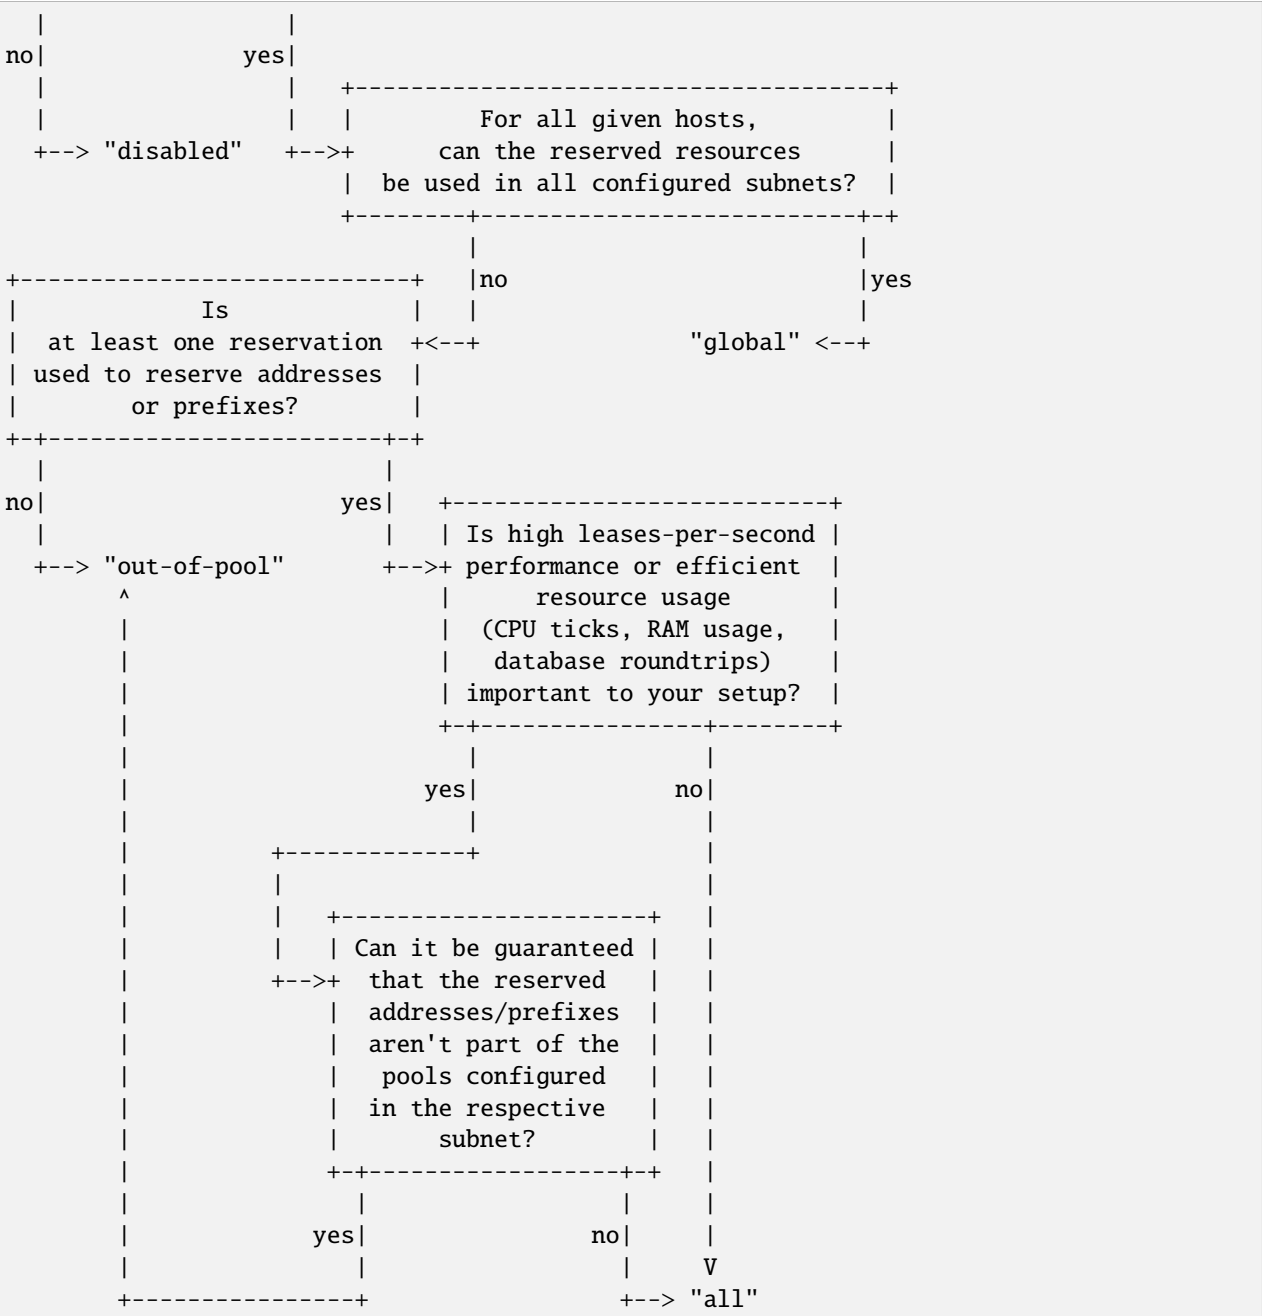 |                 |
no|              yes|
  |                 |   +--------------------------------------+
  |                 |   |         For all given hosts,         |
  +--> "disabled"   +-->+      can the reserved resources      |
                        |  be used in all configured subnets?  |
                        +--------+---------------------------+-+
                                 |                           |
+----------------------------+   |no                         |yes
|             Is             |   |                           |
|  at least one reservation  +<--+               "global" <--+
| used to reserve addresses  |
|        or prefixes?        |
+-+------------------------+-+
  |                        |
no|                     yes|   +---------------------------+
  |                        |   | Is high leases-per-second |
  +--> "out-of-pool"       +-->+ performance or efficient  |
        ^                      |      resource usage       |
        |                      |  (CPU ticks, RAM usage,   |
        |                      |   database roundtrips)    |
        |                      | important to your setup?  |
        |                      +-+----------------+--------+
        |                        |                |
        |                     yes|              no|
        |                        |                |
        |          +-------------+                |
        |          |                              |
        |          |   +----------------------+   |
        |          |   | Can it be guaranteed |   |
        |          +-->+  that the reserved   |   |
        |              |  addresses/prefixes  |   |
        |              |  aren't part of the  |   |
        |              |   pools configured   |   |
        |              |  in the respective   |   |
        |              |       subnet?        |   |
        |              +-+------------------+-+   |
        |                |                  |     |
        |             yes|                no|     |
        |                |                  |     V
        +----------------+                  +--> "all"